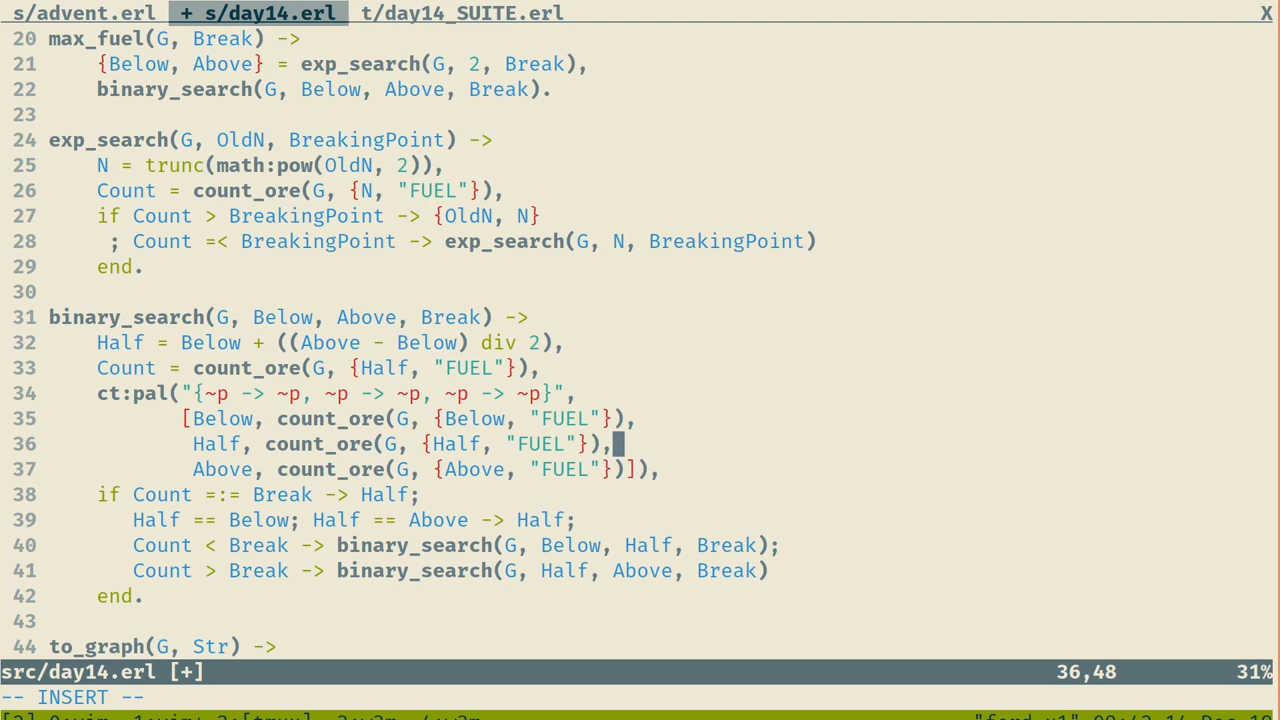 s/advent.erl  + s/day14.erl  t/day14_SUITE.erl X
20 max_fuel(G, Break) ->
21     {Below, Above} = exp_search(G, 2, Break),
22     binary_search(G, Below, Above, Break).
23
24 exp_search(G, OldN, BreakingPoint) ->
25     N = trunc(math:pow(OldN, 2)),
26     Count = count_ore(G, {N, "FUEL"}),
27     if Count > BreakingPoint -> {OldN, N}
28      ; Count =< BreakingPoint -> exp_search(G, N, BreakingPoint)
29     end.
30
31 binary_search(G, Below, Above, Break) ->
32     Half = Below + ((Above - Below) div 2),
33     Count = count_ore(G, {Half, "FUEL"}),
34     ct:pal("{~p -> ~p, ~p -> ~p, ~p -> ~p}",
35            [Below, count_ore(G, {Below, "FUEL"}),
36             Half, count_ore(G, {Half, "FUEL"}),
37             Above, count_ore(G, {Above, "FUEL"})]),
38     if Count =:= Break -> Half;
39        Half == Below; Half == Above -> Half;
40        Count < Break -> binary_search(G, Below, Half, Break);
41        Count > Break -> binary_search(G, Half, Above, Break)
42     end.
43
44 to_graph(G, Str) ->
src/day14.erl [+] 36,48 31%
-- INSERT --